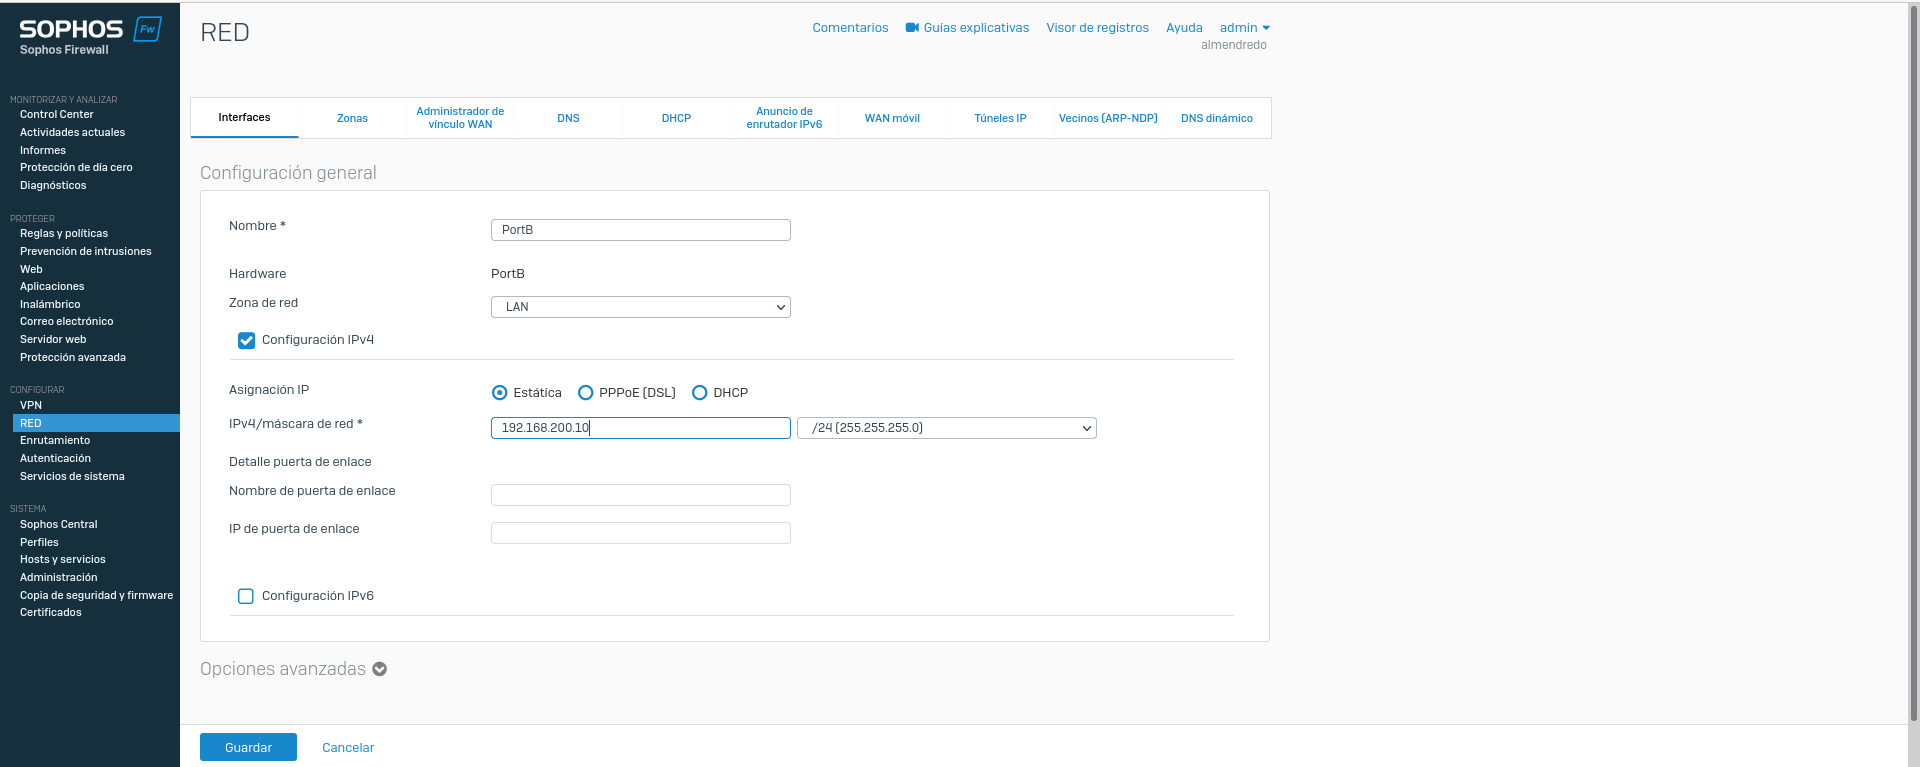 SOPHOS Fw
Sophos Firewall
MONITORIZAR Y ANALIZAR
Control Center
Actividades actuales
Informes
Protección de día cero
Diagnósticos
PROTEGER
Reglas y políticas
Prevención de intrusiones
Web
Aplicaciones
Inalámbrico
Correo electrónico
Servidor web
Protección avanzada
CONFIGURAR
VPN
RED
Enrutamiento
Autenticación
Servicios de sistema
SISTEMA
Sophos Central
Perfiles
Hosts y servicios
Administración
Copia de seguridad y firmware
Certificados
RED
Comentarios Guías explicativas Visor de registros Ayuda admin
almendredo
Interfaces
Zonas
Administrador de
vínculo WAN
DNS
DHCP
Anuncio de
enrutador IPv6
WAN móvil
Túneles IP
Vecinos (ARP-NDP)
DNS dinámico
Configuración general
Nombre * PortB
Hardware PortB
Zona de red LAN
Configuración IPv4
Asignación IP Estática PPPoE (DSL) DHCP
IPv4/máscara de red * 192.168.200.10 /24 (255.255.255.0)
Detalle puerta de enlace
Nombre de puerta de enlace
IP de puerta de enlace
Configuración IPv6
Opciones avanzadas
Guardar Cancelar